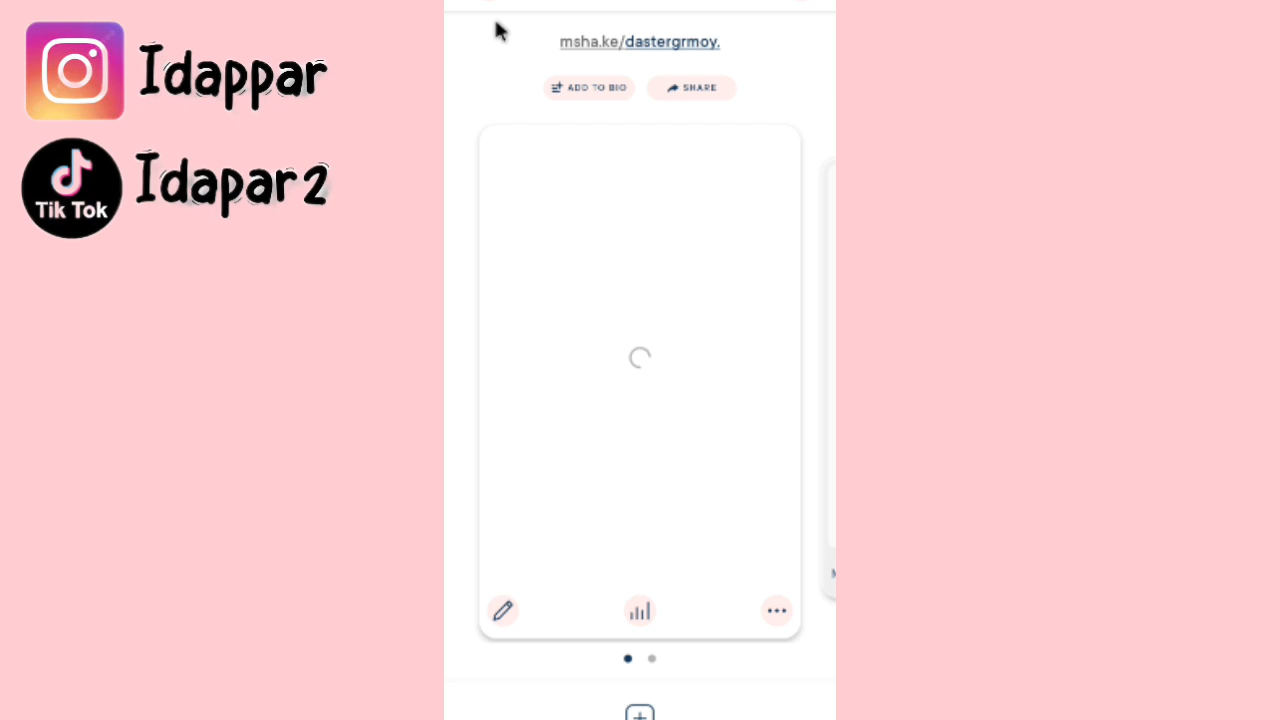 Idappar
Tik Tok
Idapar2
msha.ke/dastergrmoy.
ADD TO BIO
SHARE